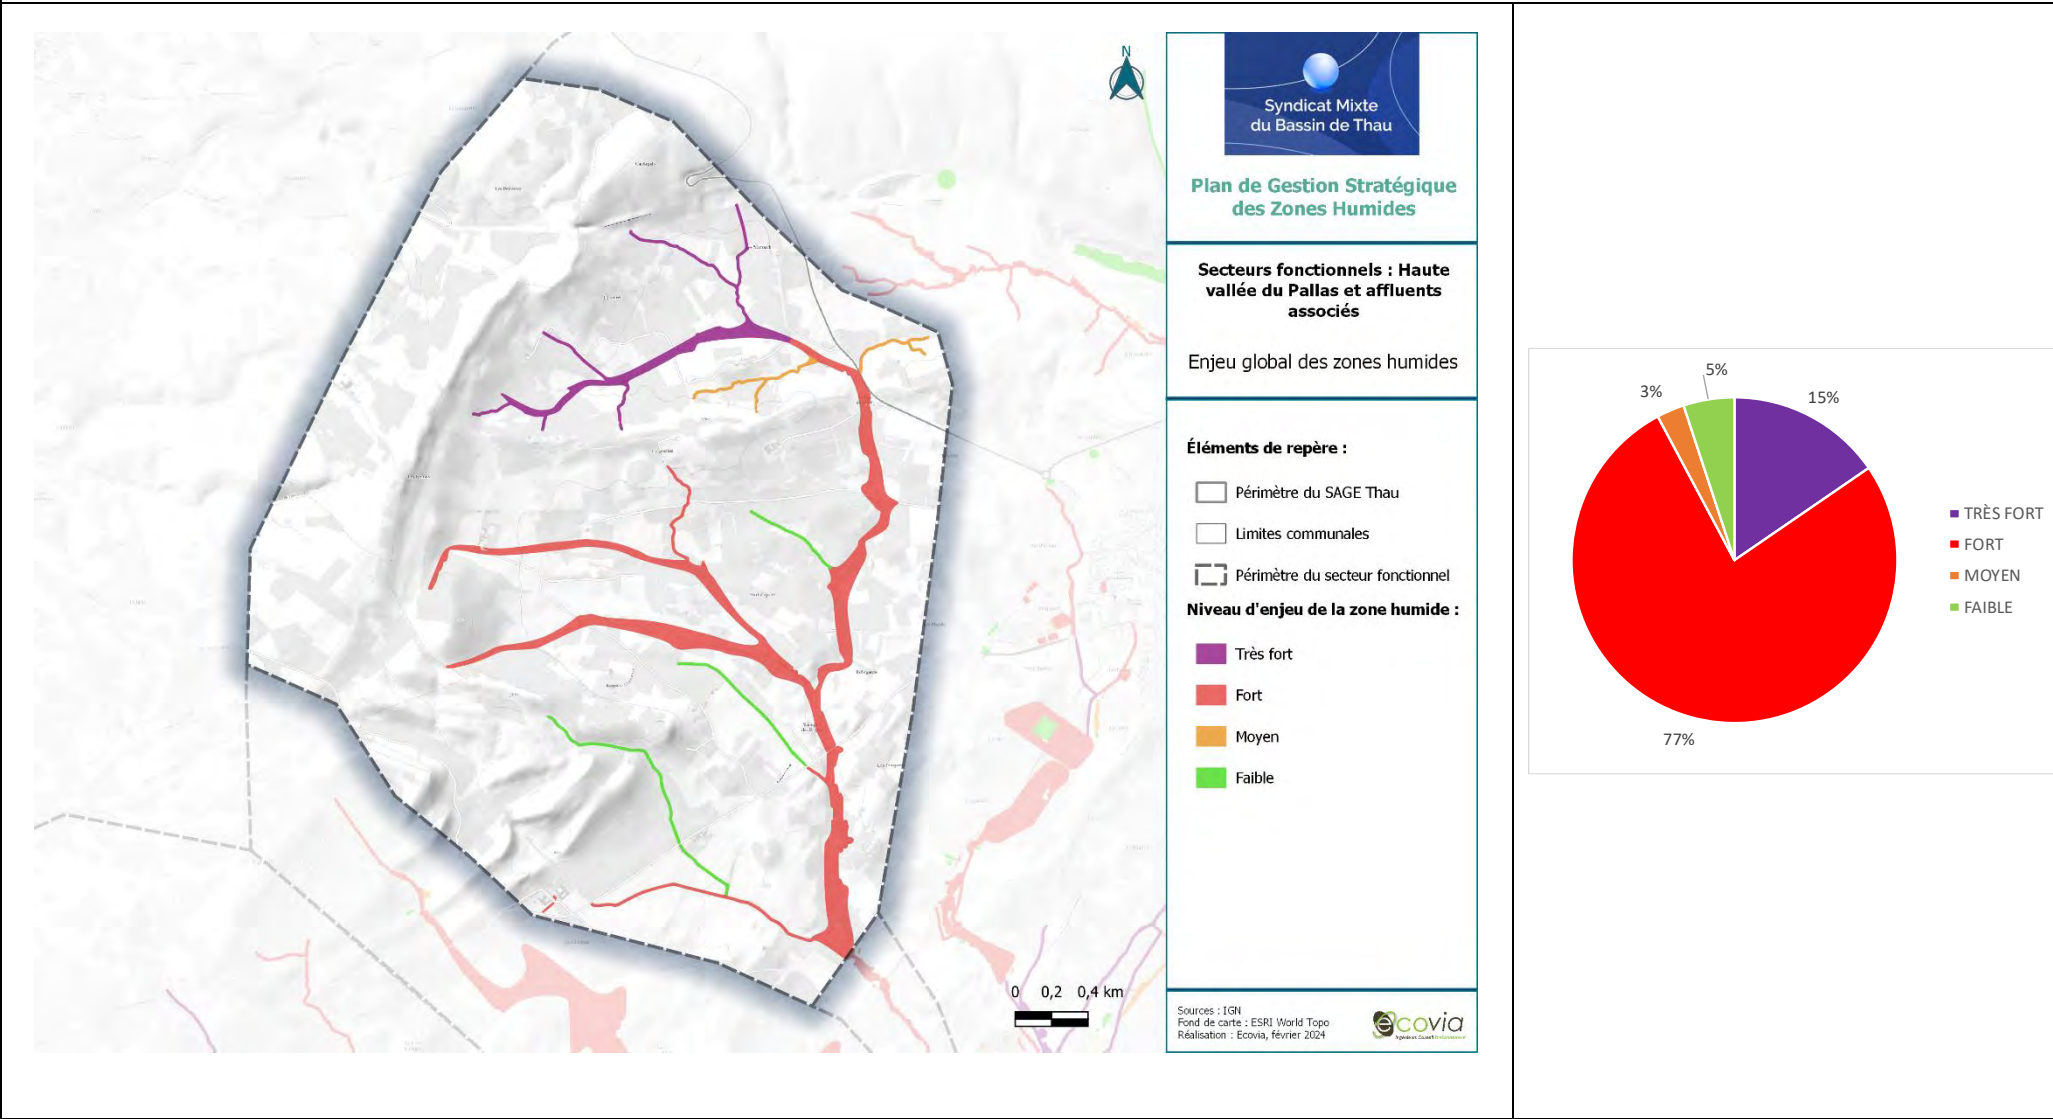 N
0 0,2 0,4 km
Syndicat Mixte
du Bassin de Thau
Plan de Gestion Stratégique
des Zones Humides
Secteurs fonctionnels : Haute
vallée du Pallas et affluents
associés
Enjeu global des zones humides
Éléments de repère :
Périmètre du SAGE Thau
Limites communales
Périmètre du secteur fonctionnel
Niveau d'enjeu de la zone humide :
Très fort
Fort
Moyen
Faible
Sources : IGN
Fond de carte : ESRI World Topo
Réalisation : Ecovia, février 2024
ecovia
3%
5%
15%
77%
TRÈS FORT
FORT
MOYEN
FAIBLE